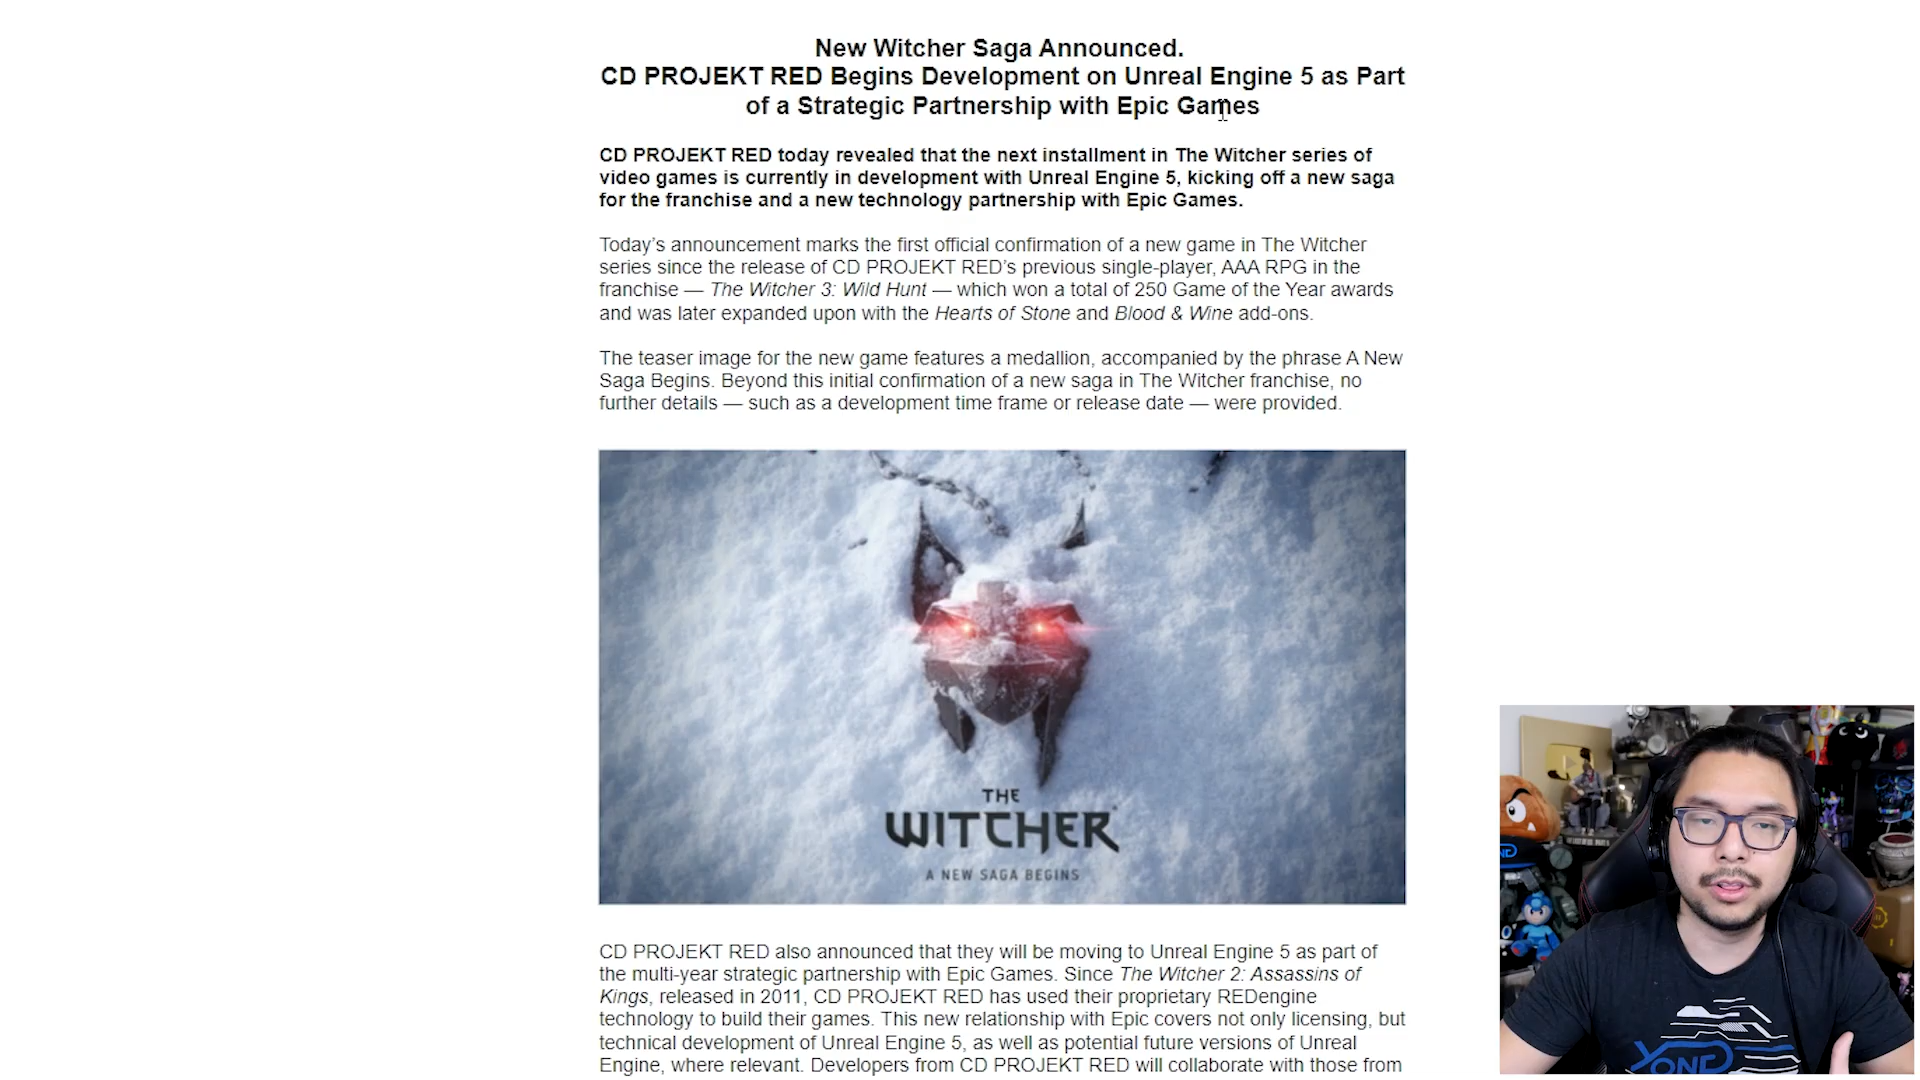 New Witcher Saga Announced.
CD PROJEKT RED Begins Development on Unreal Engine 5 as Part
of a Strategic Partnership with Epic Games
CD PROJEKT RED today revealed that the next installment in The Witcher series of
video games is currently in development with Unreal Engine 5, kicking off a new saga
for the franchise and a new technology partnership with Epic Games.
Today’s announcement marks the first official confirmation of a new game in The Witcher
series since the release of CD PROJEKT RED’s previous single-player, AAA RPG in the
franchise — The Witcher 3: Wild Hunt — which won a total of 250 Game of the Year awards
and was later expanded upon with the Hearts of Stone and Blood & Wine add-ons.
The teaser image for the new game features a medallion, accompanied by the phrase A New
Saga Begins. Beyond this initial confirmation of a new saga in The Witcher franchise, no
further details — such as a development time frame or release date — were provided.
THE
WITCHER
A NEW SAGA BEGINS
CD PROJEKT RED also announced that they will be moving to Unreal Engine 5 as part of
the multi-year strategic partnership with Epic Games. Since The Witcher 2: Assassins of
Kings, released in 2011, CD PROJEKT RED has used their proprietary REDengine
technology to build their games. This new relationship with Epic covers not only licensing, but
technical development of Unreal Engine 5, as well as potential future versions of Unreal
Engine, where relevant. Developers from CD PROJEKT RED will collaborate with those from
YONG